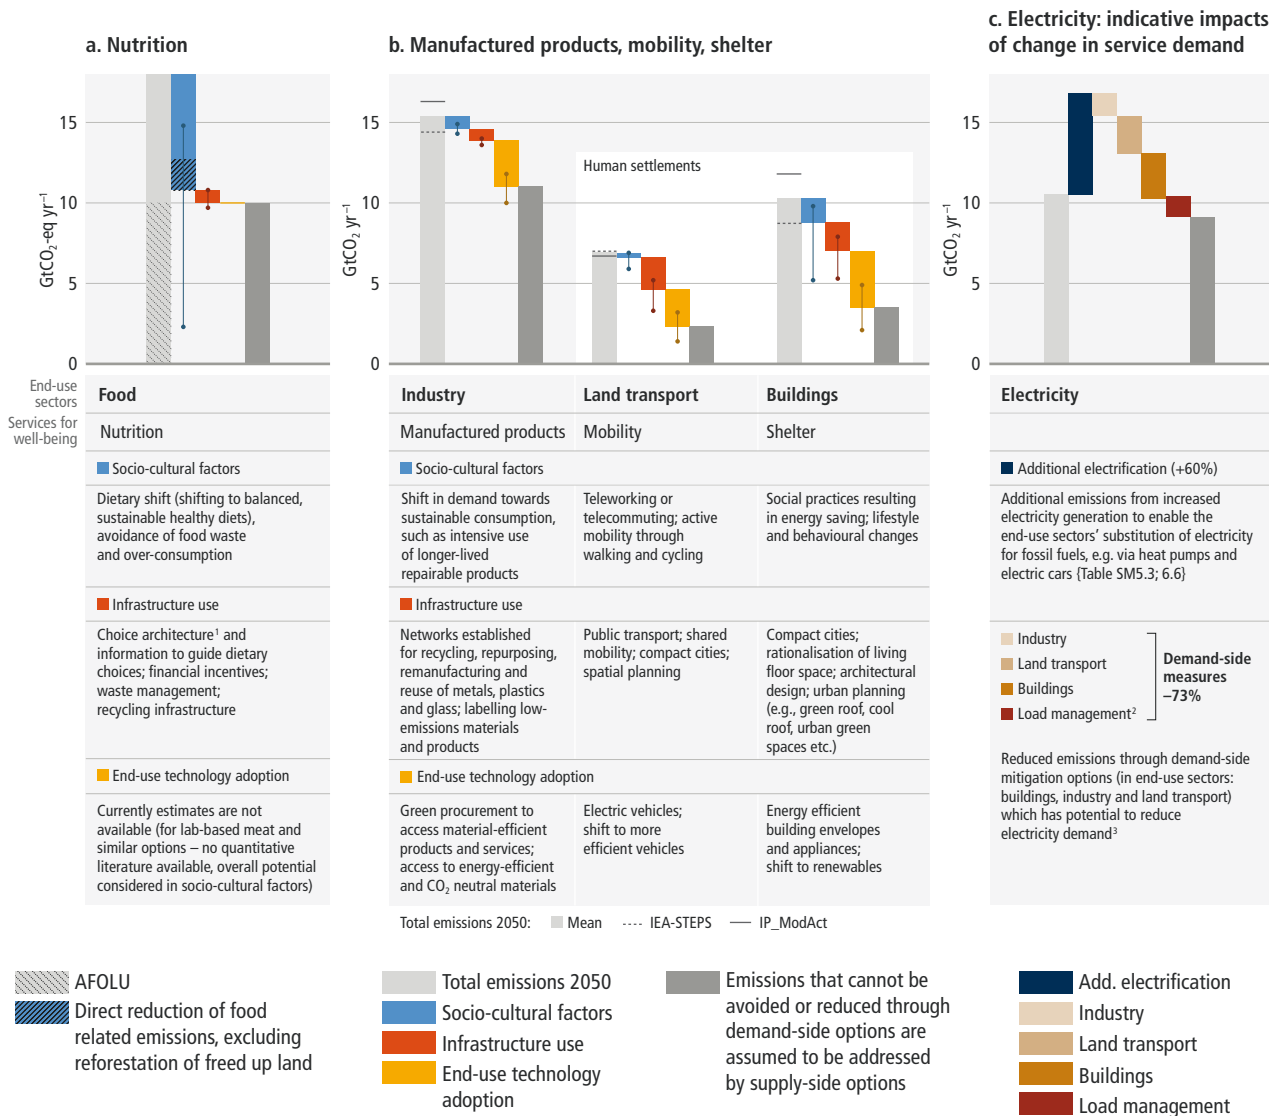 a. Nutrition
b. Manufactured products, mobility, shelter
c. Electricity: indicative impacts
of change in service demand
GtCO₂-eq yr⁻¹
15
10
5
0
GtCO₂ yr⁻¹
15
10
5
0
Human settlements
GtCO₂ yr⁻¹
15
10
5
0
End-use
sectors
Food
Industry
Land transport
Buildings
Electricity
Services for
well-being
Nutrition
Manufactured products
Mobility
Shelter
Socio-cultural factors
Dietary shift (shifting to balanced,
sustainable healthy diets),
avoidance of food waste
and over-consumption
Infrastructure use
Choice architecture¹ and
information to guide dietary
choices; financial incentives;
waste management;
recycling infrastructure
End-use technology adoption
Currently estimates are not
available (for lab-based meat and
similar options – no quantitative
literature available, overall potential
considered in socio-cultural factors)
Socio-cultural factors
Shift in demand towards
sustainable consumption,
such as intensive use
of longer-lived
repairable products
Teleworking or
telecommuting; active
mobility through
walking and cycling
Social practices resulting
in energy saving; lifestyle
and behavioural changes
Infrastructure use
Networks established
for recycling, repurposing,
remanufacturing and
reuse of metals, plastics
and glass; labelling low-
emissions materials
and products
Public transport; shared
mobility; compact cities;
spatial planning
Compact cities;
rationalisation of living
floor space; architectural
design; urban planning
(e.g., green roof, cool
roof, urban green
spaces etc.)
End-use technology adoption
Green procurement to
access material-efficient
products and services;
access to energy-efficient
and CO₂ neutral materials
Electric vehicles;
shift to more
efficient vehicles
Energy efficient
building envelopes
and appliances;
shift to renewables
Additional electrification (+60%)
Additional emissions from increased
electricity generation to enable the
end-use sectors' substitution of electricity
for fossil fuels, e.g. via heat pumps and
electric cars {Table SM5.3; 6.6}
Industry
Land transport
Buildings
Load management²
Demand-side
measures
–73%
Reduced emissions through demand-side
mitigation options (in end-use sectors:
buildings, industry and land transport)
which has potential to reduce
electricity demand³
Total emissions 2050:
Mean
IEA-STEPS
IP_ModAct
AFOLU
Direct reduction of food
related emissions, excluding
reforestation of freed up land
Total emissions 2050
Socio-cultural factors
Infrastructure use
End-use technology
adoption
Emissions that cannot be
avoided or reduced through
demand-side options are
assumed to be addressed
by supply-side options
Add. electrification
Industry
Land transport
Buildings
Load management